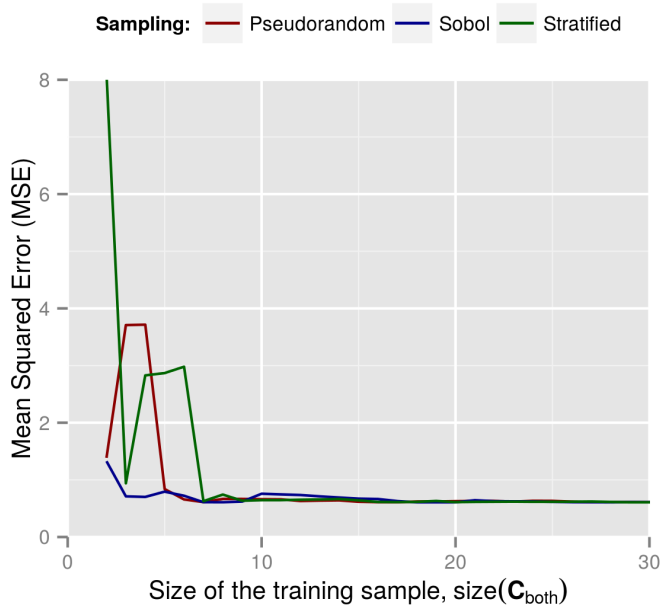 Sampling: Pseudorandom Sobol Stratified
Mean Squared Error (MSE)
8
6
4
2
0
0 10 20 30
Size of the training sample, size(Cboth)